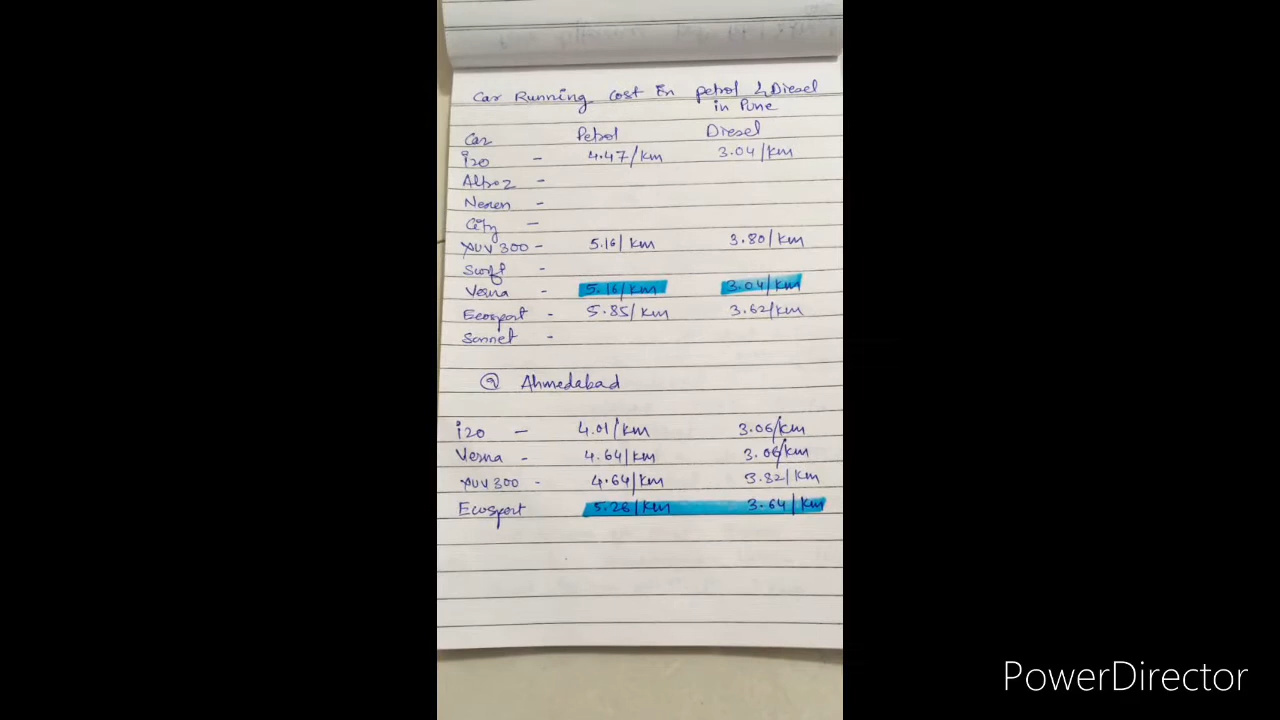 Car Running cost In petrol & Diesel
in Pune
Car Petrol Diesel
i20 - 4.47/km 3.04/km
Altroz -
Nexon -
City -
XUV 300 - 5.16/km 3.80/km
Swift -
Verna - 5.16/km 3.04/km
Ecosport - 5.85/km 3.62/km
Sonnet -
@ Ahmedabad
i20 - 4.01/km 3.06/km
Verna - 4.64/km 3.06/km
XUV 300 - 4.64/km 3.82/km
Ecosport 5.26/km 3.64/km
PowerDirector